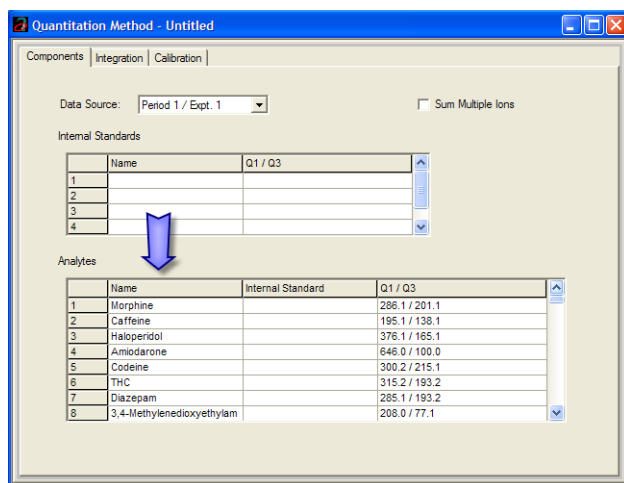 Quantitation Method - Untitled
Components Integration Calibration
Data Source: Period 1 / Expt. 1 Sum Multiple Ions
Internal Standards
Name Q1 / Q3
1
2
3
4
Analytes
Name Internal Standard Q1 / Q3
1 Morphine 286.1 / 201.1
2 Caffeine 195.1 / 138.1
3 Haloperidol 376.1 / 165.1
4 Amiodarone 646.0 / 100.0
5 Codeine 300.2 / 215.1
6 THC 315.2 / 193.2
7 Diazepam 285.1 / 193.2
8 3,4-Methylenedioxyethylam 208.0 / 77.1